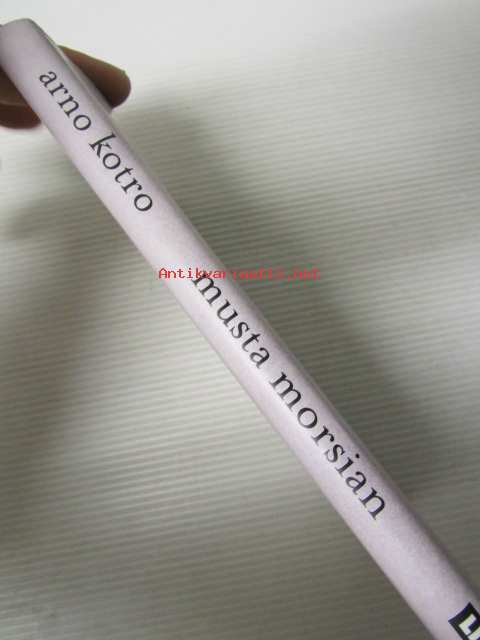 arno kotro
musta morsian
Antikvariaatti.net